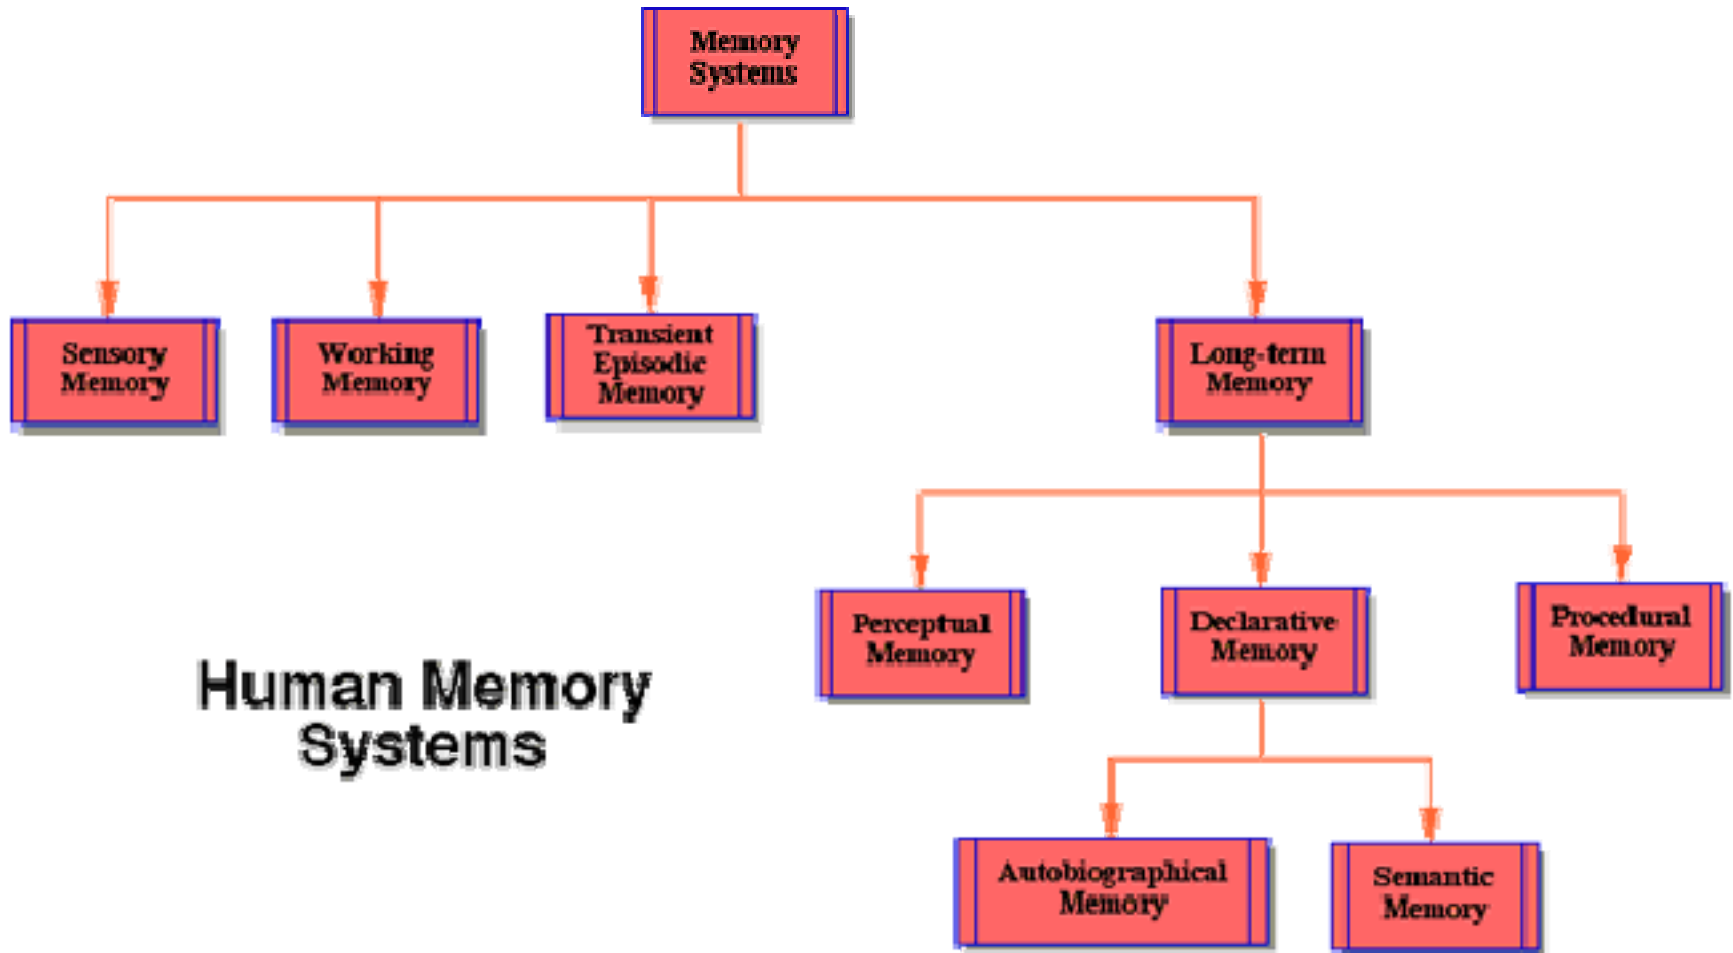 Memory
Systems
Sensory
Memory
Working
Memory
Transient
Episodic
Memory
Long-term
Memory
Perceptual
Memory
Declarative
Memory
Procedural
Memory
Human Memory
Systems
Autobiographical
Memory
Semantic
Memory